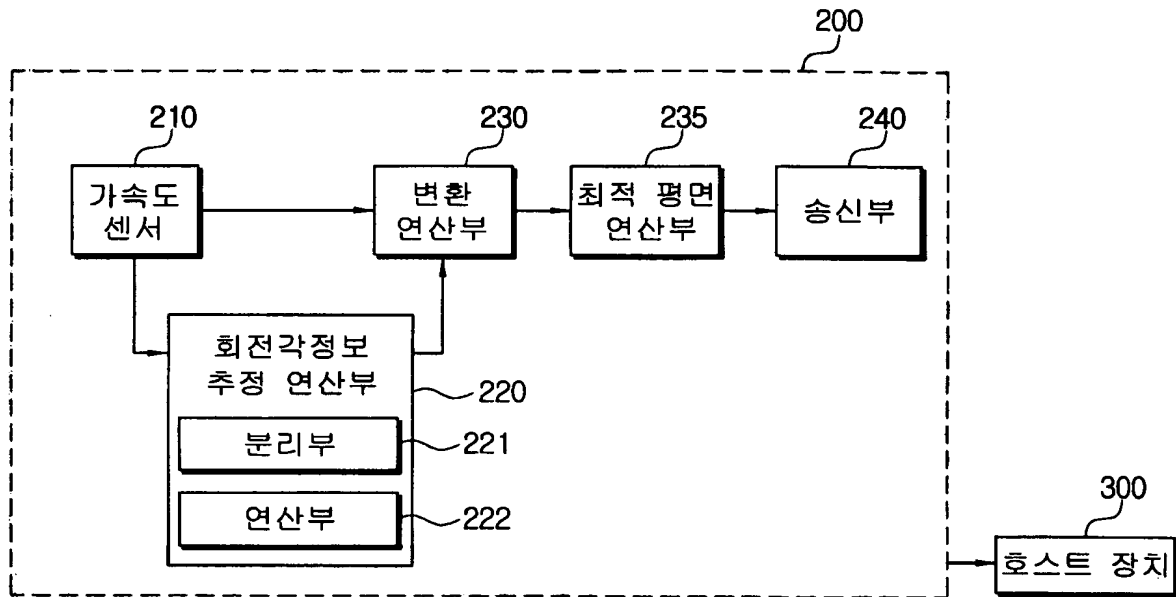 200
210
230
235
240
가속도
센서
변환
연산부
최적 평면
연산부
송신부
회전각정보
추정 연산부
220
분리부
221
연산부
222
300
호스트 장치